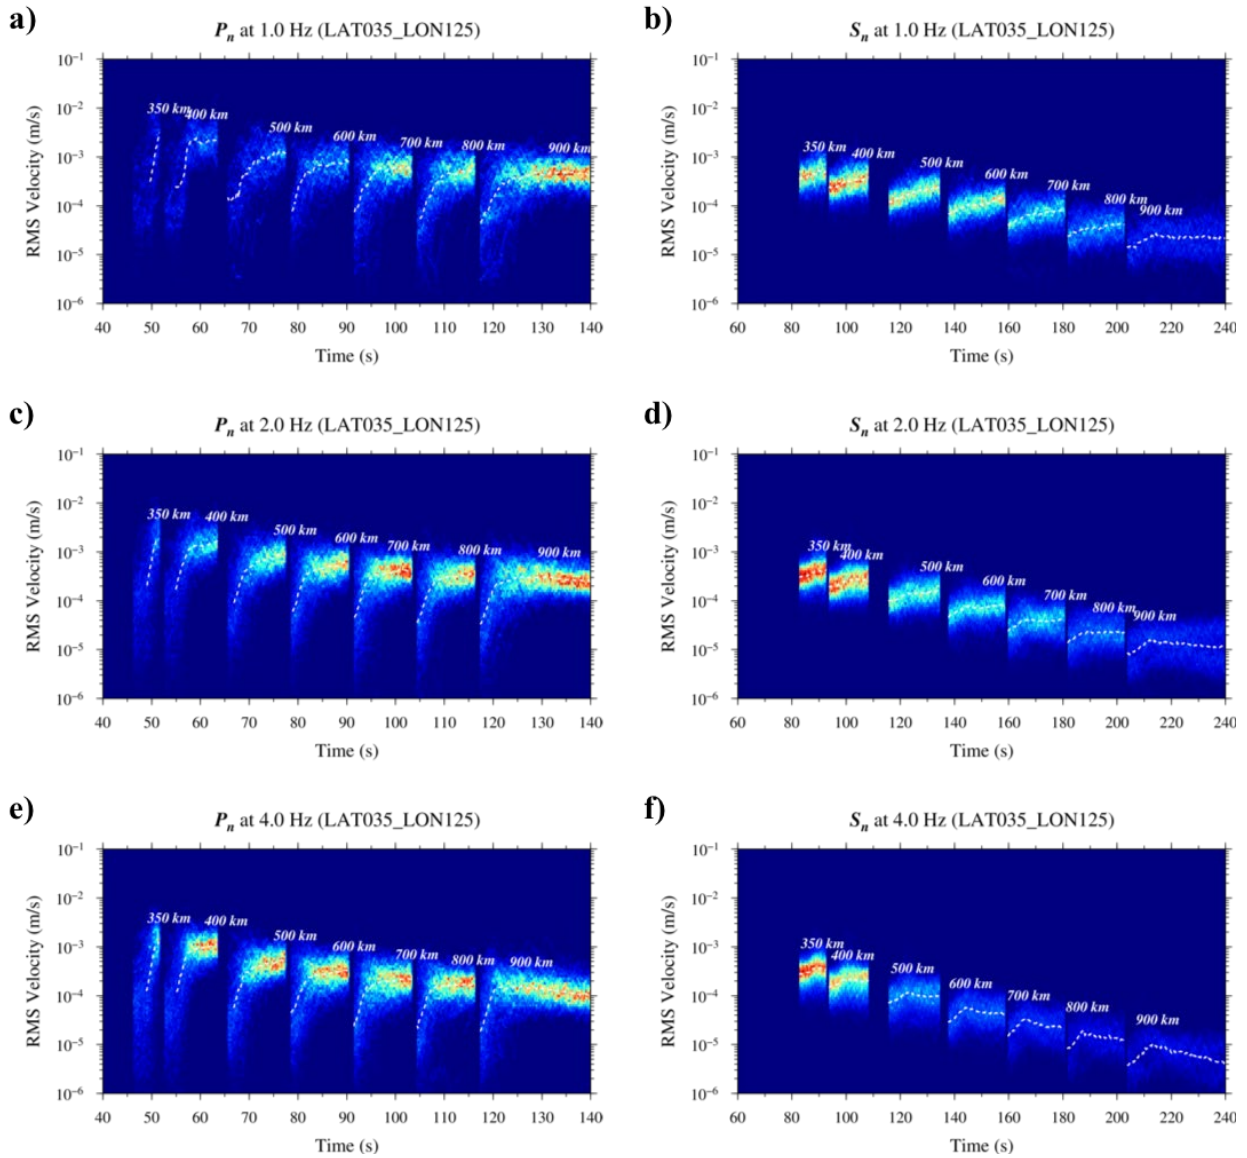 a)
P_n at 1.0 Hz (LAT035_LON125)
RMS Velocity (m/s)
10⁻¹
10⁻²
10⁻³
10⁻⁴
10⁻⁵
10⁻⁶
350 km 400 km 500 km 600 km 700 km 800 km 900 km
40 50 60 70 80 90 100 110 120 130 140
Time (s)
b)
S_n at 1.0 Hz (LAT035_LON125)
RMS Velocity (m/s)
10⁻¹
10⁻²
10⁻³
10⁻⁴
10⁻⁵
10⁻⁶
350 km 400 km 500 km 600 km 700 km 800 km 900 km
60 80 100 120 140 160 180 200 220 240
Time (s)
c)
P_n at 2.0 Hz (LAT035_LON125)
RMS Velocity (m/s)
10⁻¹
10⁻²
10⁻³
10⁻⁴
10⁻⁵
10⁻⁶
350 km 400 km 500 km 600 km 700 km 800 km 900 km
40 50 60 70 80 90 100 110 120 130 140
Time (s)
d)
S_n at 2.0 Hz (LAT035_LON125)
RMS Velocity (m/s)
10⁻¹
10⁻²
10⁻³
10⁻⁴
10⁻⁵
10⁻⁶
350 km 400 km 500 km 600 km 700 km 800 km 900 km
60 80 100 120 140 160 180 200 220 240
Time (s)
e)
P_n at 4.0 Hz (LAT035_LON125)
RMS Velocity (m/s)
10⁻¹
10⁻²
10⁻³
10⁻⁴
10⁻⁵
10⁻⁶
350 km 400 km 500 km 600 km 700 km 800 km 900 km
40 50 60 70 80 90 100 110 120 130 140
Time (s)
f)
S_n at 4.0 Hz (LAT035_LON125)
RMS Velocity (m/s)
10⁻¹
10⁻²
10⁻³
10⁻⁴
10⁻⁵
10⁻⁶
350 km 400 km 500 km 600 km 700 km 800 km 900 km
60 80 100 120 140 160 180 200 220 240
Time (s)